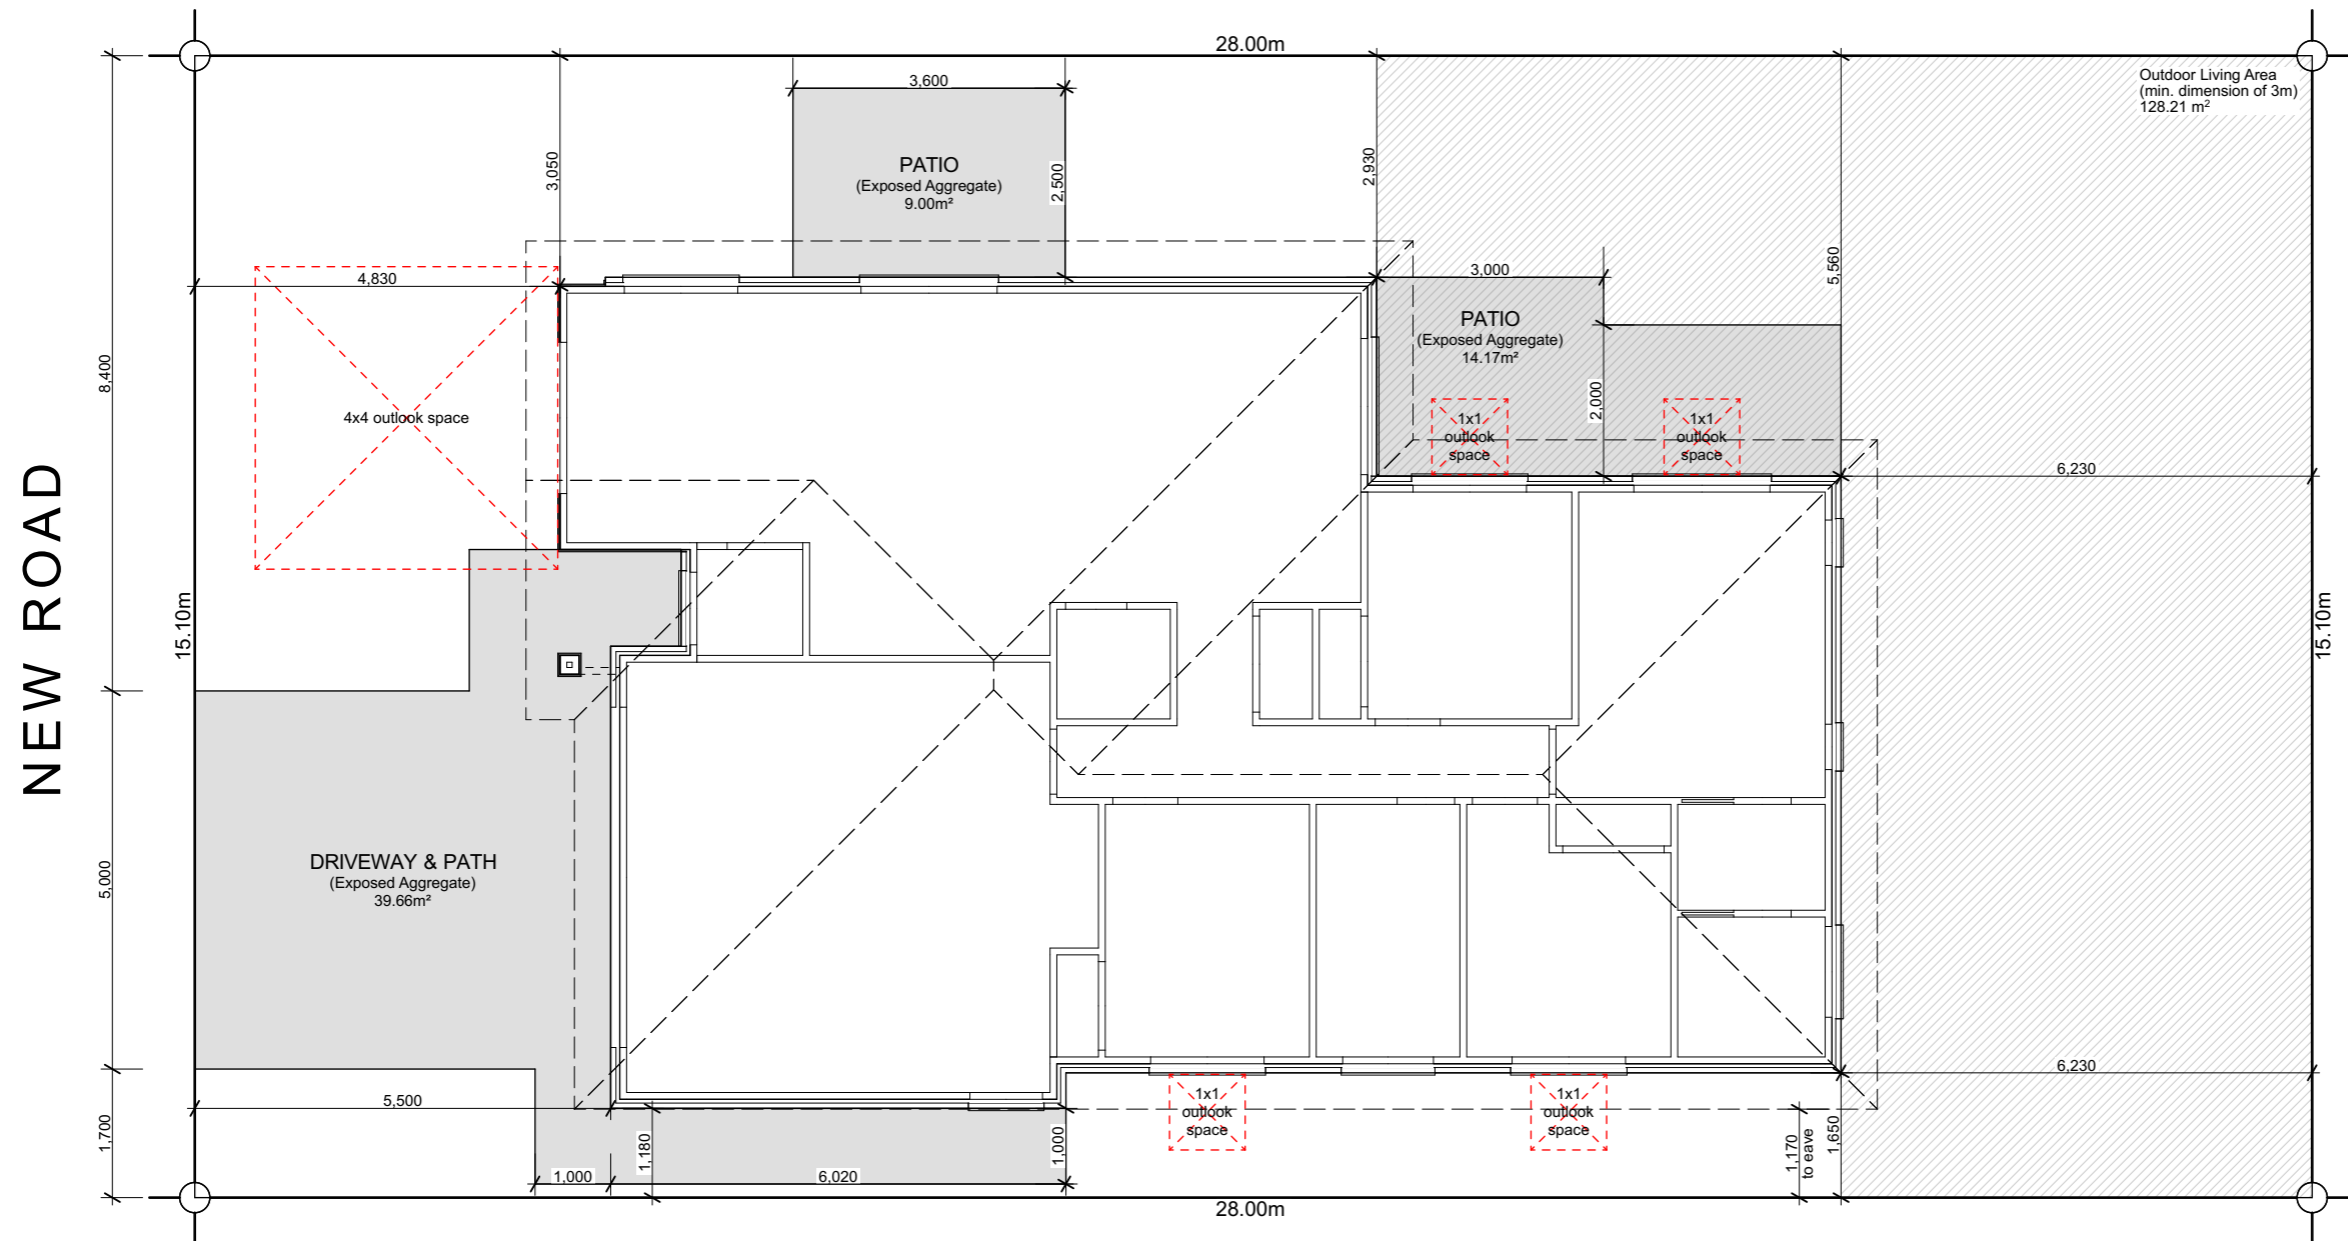 28.00m
Outdoor Living Area
(min. dimension of 3m)
128.21 m²
3,600
3,050
PATIO
(Exposed Aggregate)
9.00m²
2,500
2,930
5,560
4,830
3,000
PATIO
(Exposed Aggregate)
14.17m²
8,400
4x4 outlook space
2,000
1x1
outlook
space
1x1
outlook
space
6,230
NEW ROAD
15.10m
15.10m
DRIVEWAY & PATH
(Exposed Aggregate)
39.66m²
5,000
6,230
5,500
1x1
outlook
space
1x1
outlook
space
1,700
1,180
1,000
1,170
to eave
1,650
1,000
6,020
28.00m